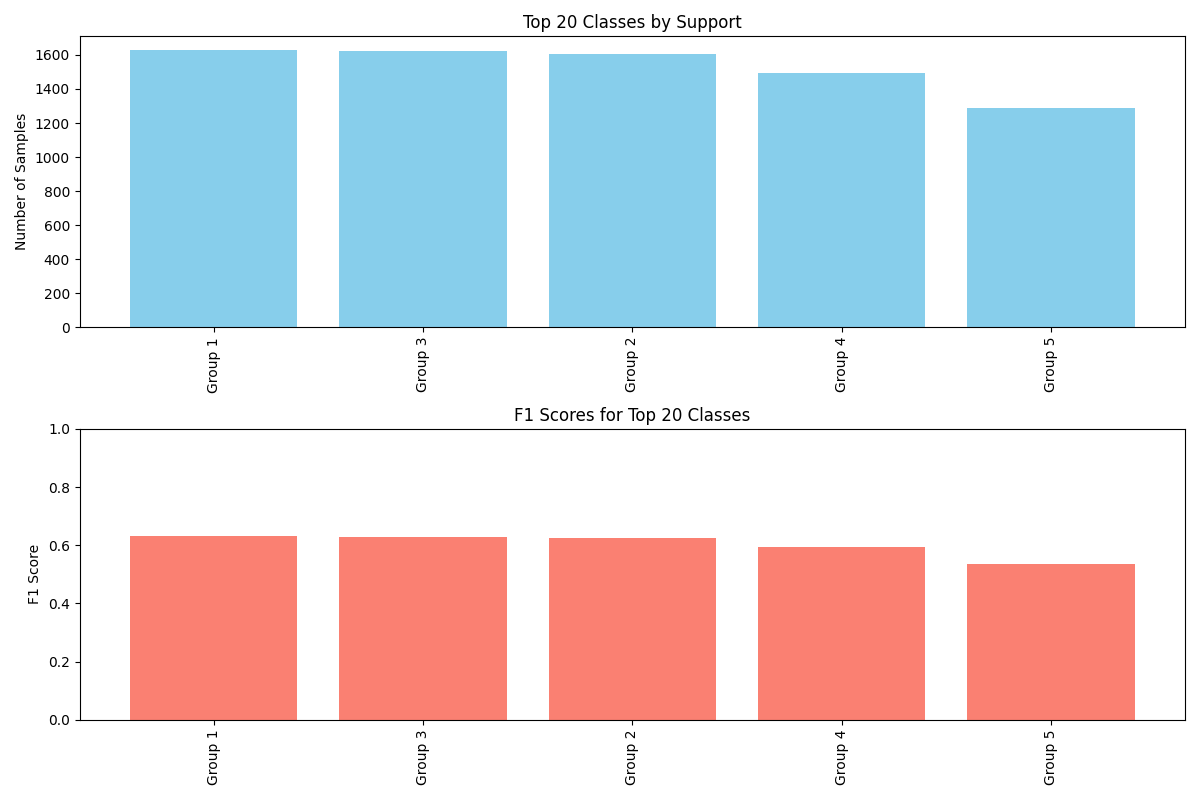 Top 20 Classes by Support
Number of Samples
1600
1400
1200
1000
800
600
400
200
0
Group 1
Group 3
Group 2
Group 4
Group 5
F1 Scores for Top 20 Classes
F1 Score
1.0
0.8
0.6
0.4
0.2
0.0
Group 1
Group 3
Group 2
Group 4
Group 5